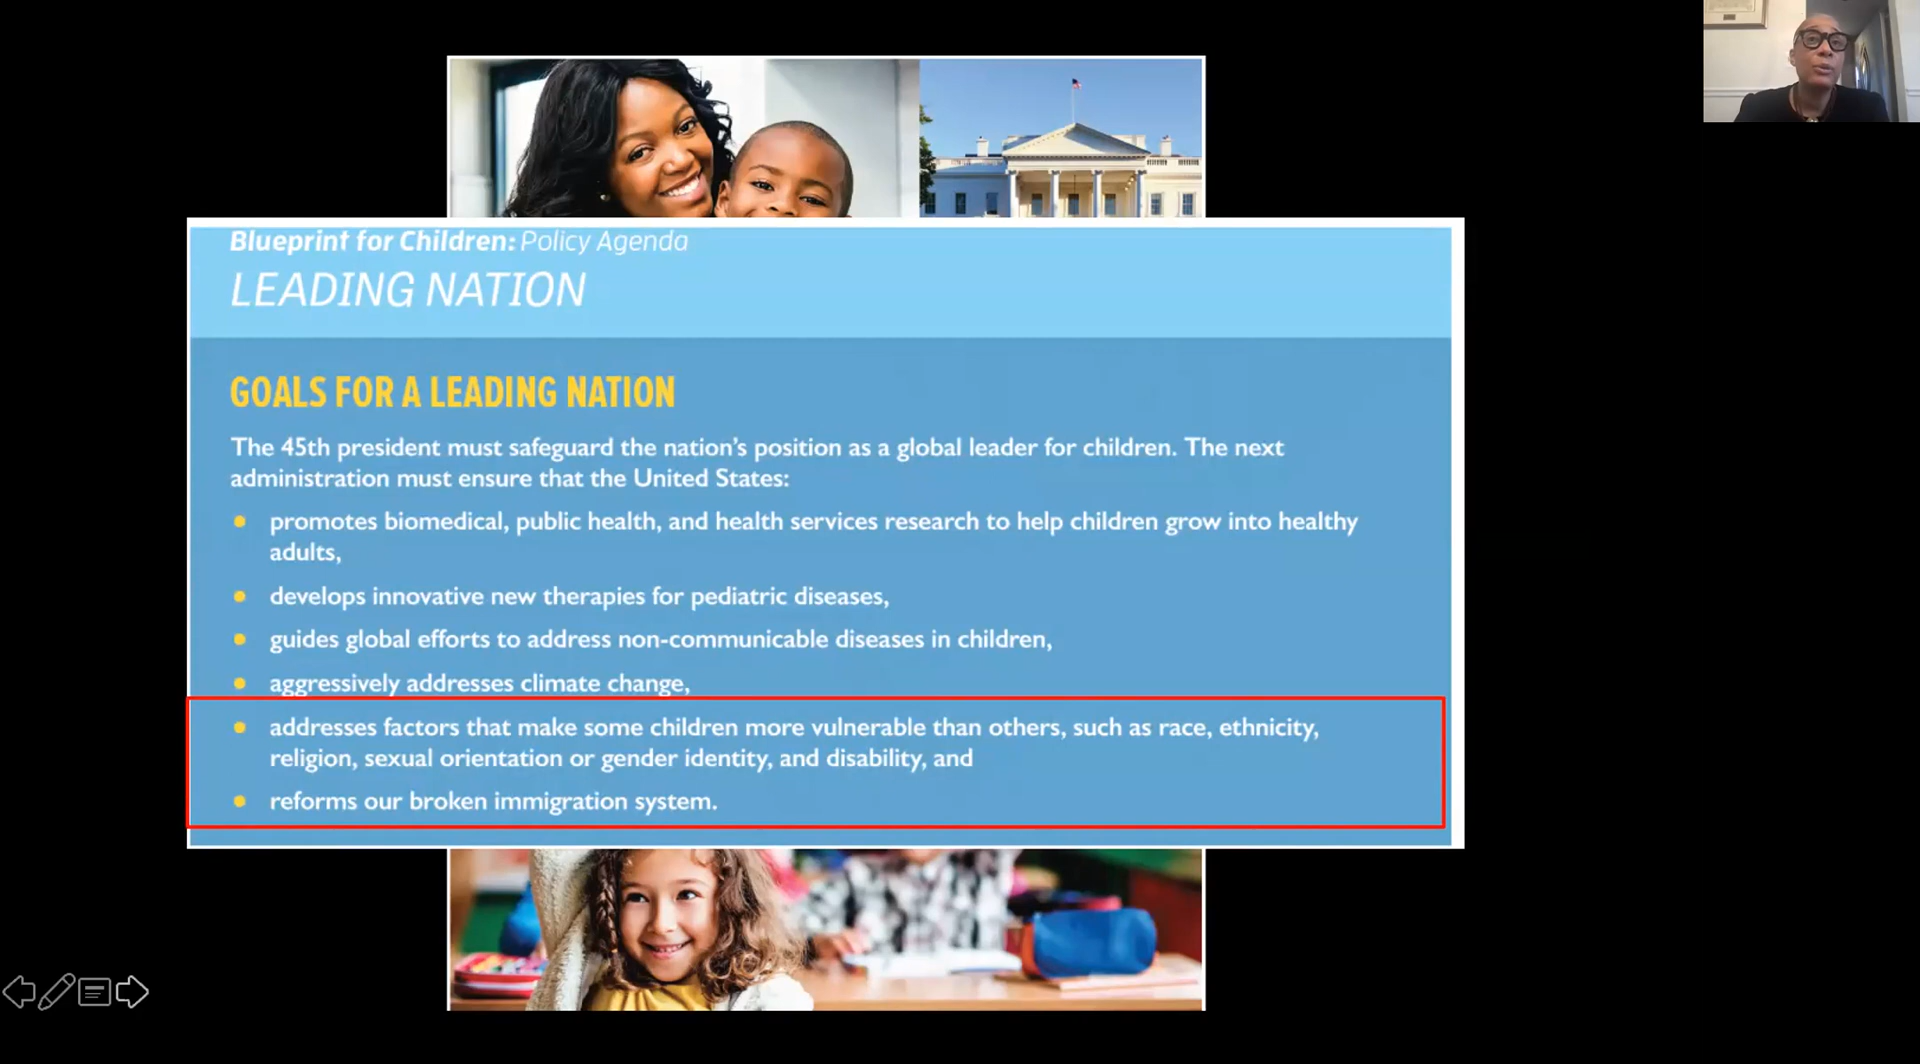 Blueprint for Children: Policy Agenda
LEADING NATION
GOALS FOR A LEADING NATION
The 45th president must safeguard the nation's position as a global leader for children. The next
administration must ensure that the United States:
promotes biomedical, public health, and health services research to help children grow into healthy
adults,
develops innovative new therapies for pediatric diseases,
guides global efforts to address non-communicable diseases in children,
aggressively addresses climate change,
addresses factors that make some children more vulnerable than others, such as race, ethnicity,
religion, sexual orientation or gender identity, and disability, and
reforms our broken immigration system.